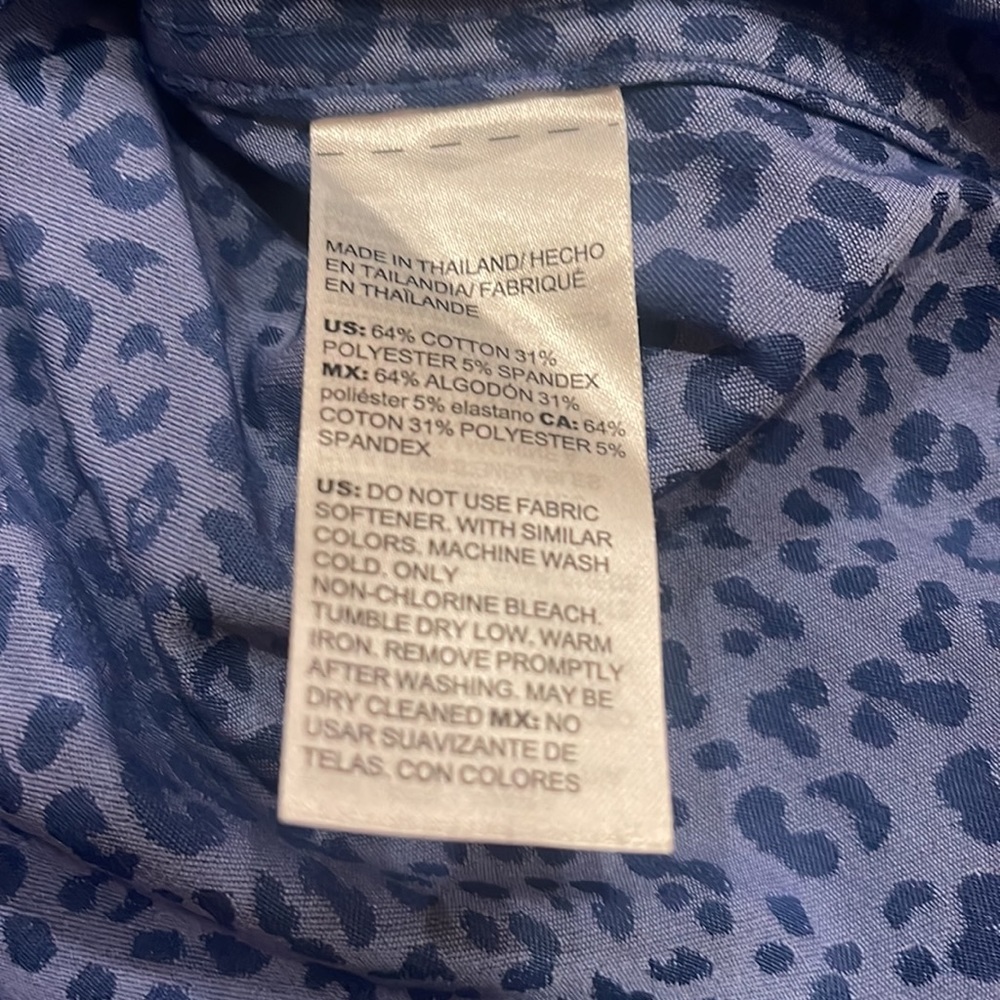 MADE IN THAILAND/ HECHO
EN TAILANDIA/ FABRIQUÉ
EN THAÏLANDE
US: 64% COTTON 31%
POLYESTER 5% SPANDEX
MX: 64% ALGODÓN 31%
poliéster 5% elastano CA: 64%
COTON 31% POLYESTER 5%
SPANDEX
US: DO NOT USE FABRIC
SOFTENER. WITH SIMILAR
COLORS. MACHINE WASH
COLD. ONLY
NON-CHLORINE BLEACH.
TUMBLE DRY LOW. WARM
IRON. REMOVE PROMPTLY
AFTER WASHING. MAY BE
DRY CLEANED MX: NO
USAR SUAVIZANTE DE
TELAS. CON COLORES